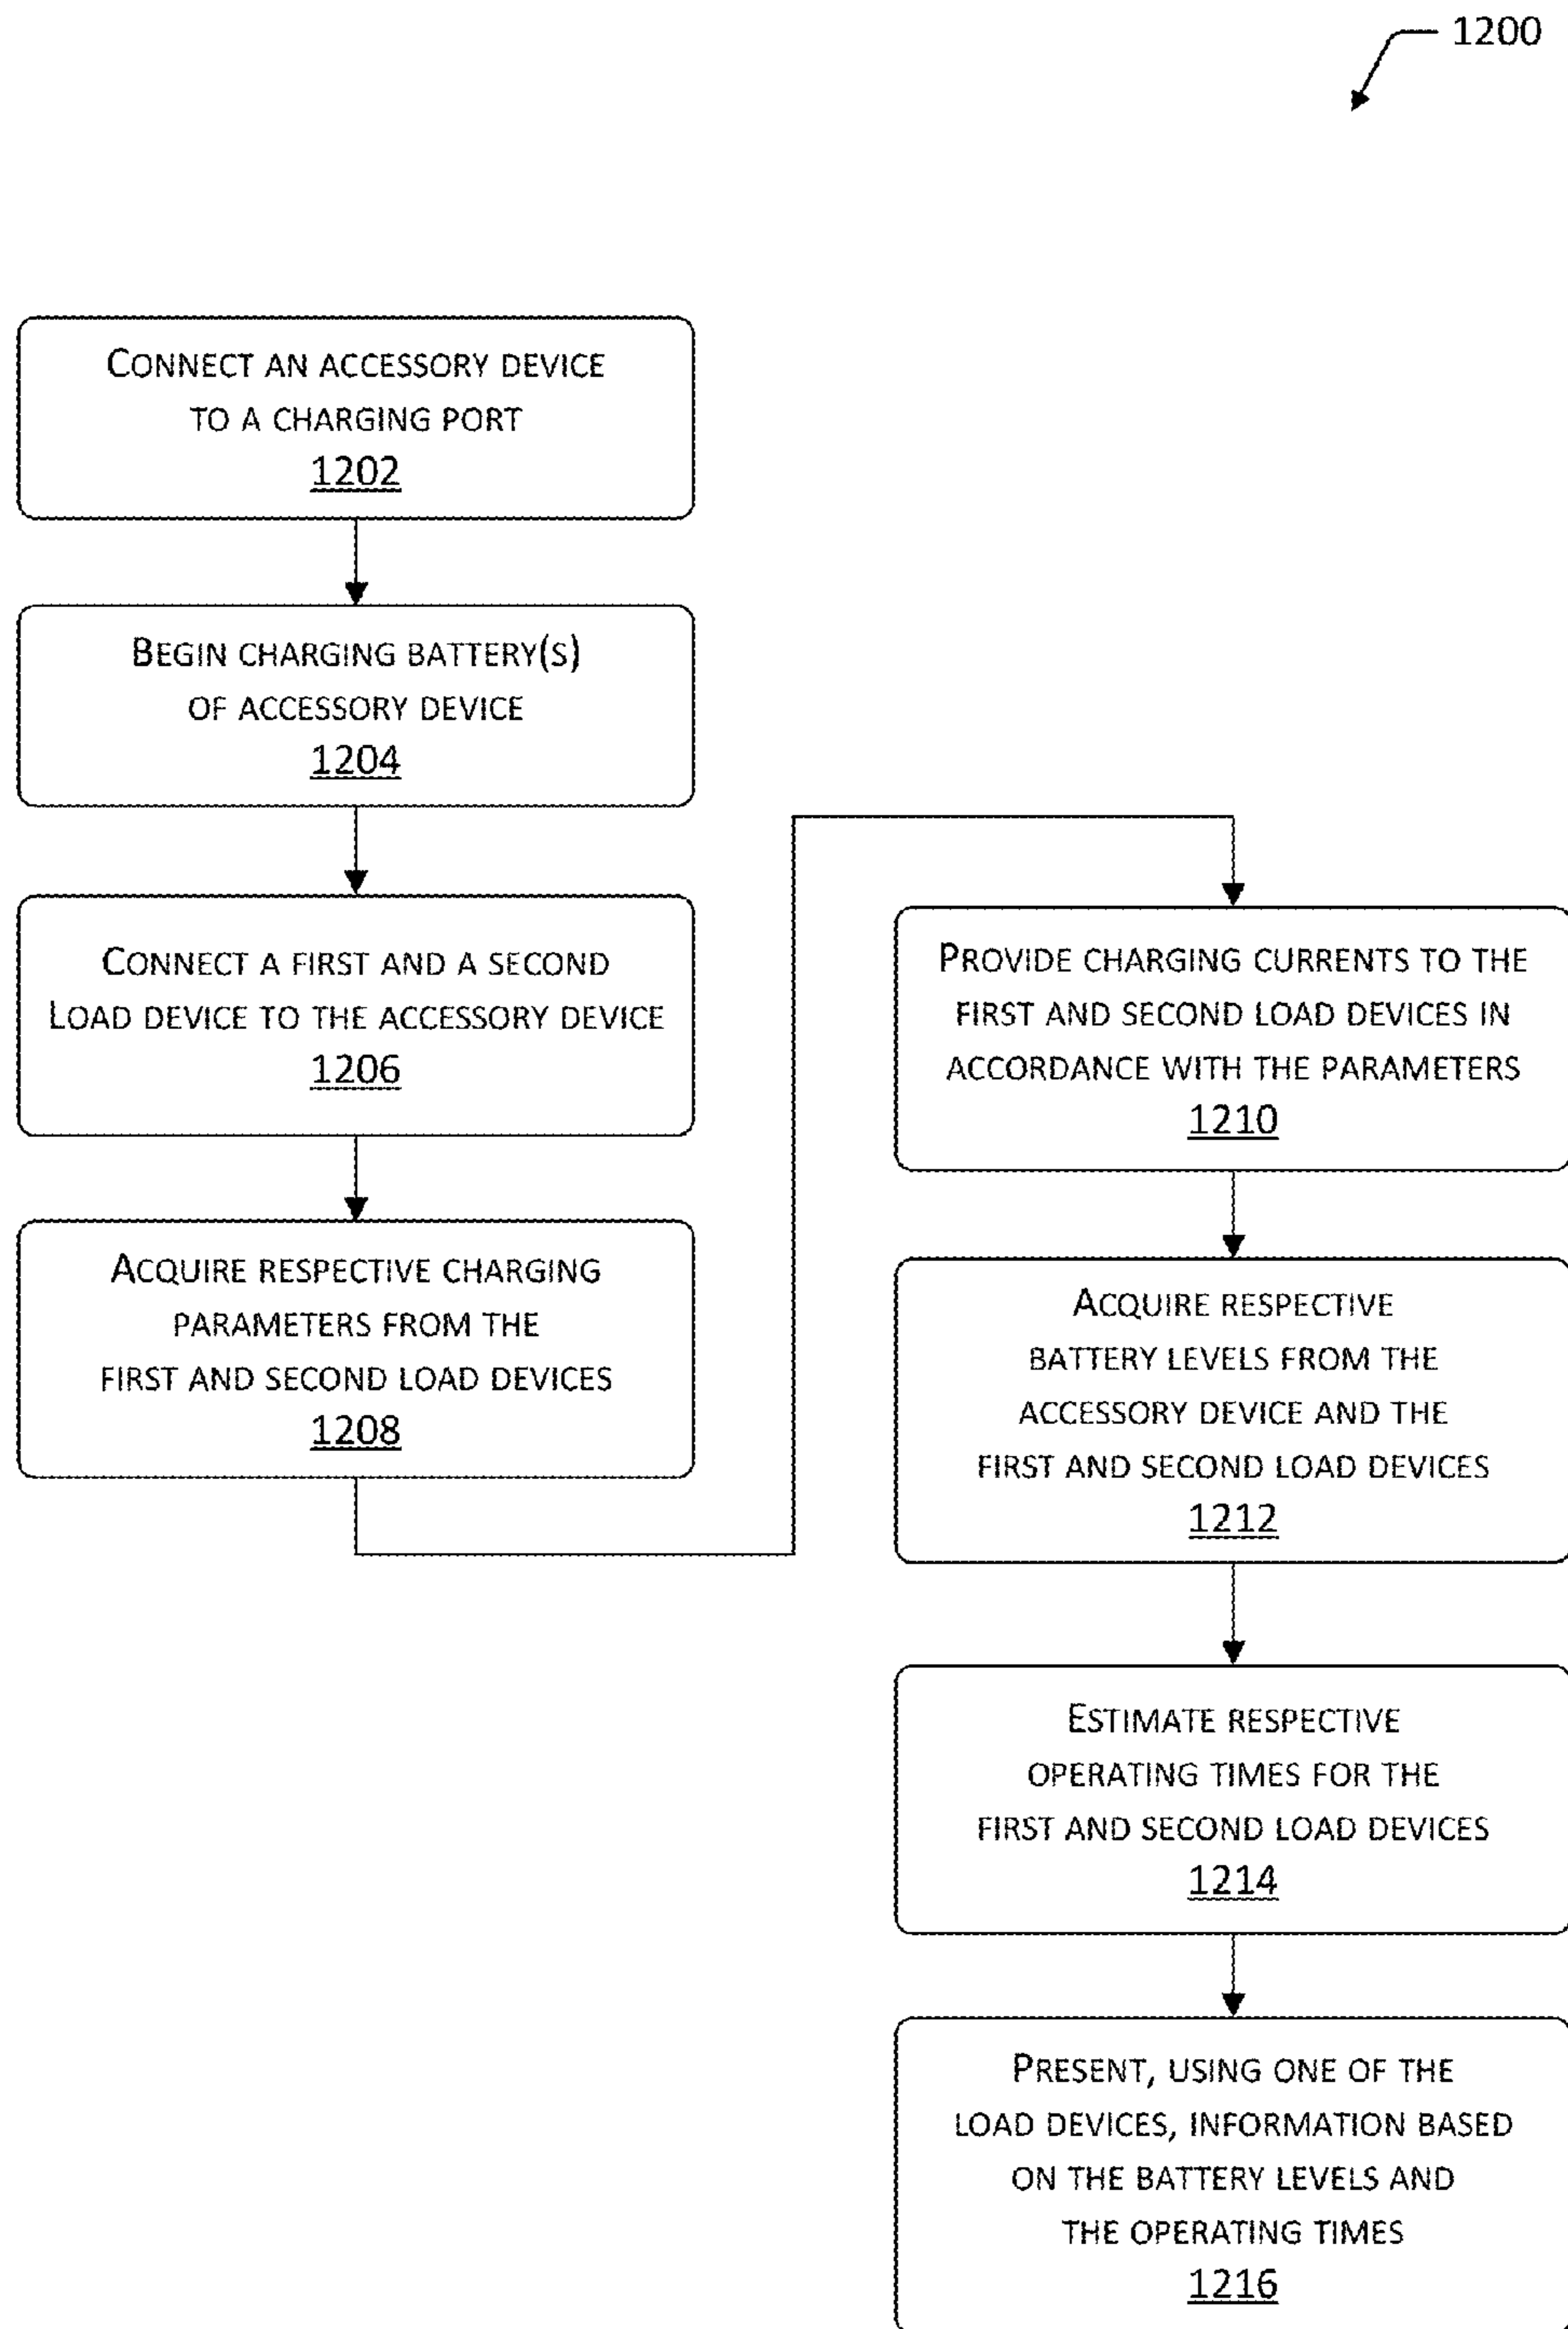 1200
CONNECT AN ACCESSORY DEVICE
TO A CHARGING PORT
1202
BEGIN CHARGING BATTERY(S)
OF ACCESSORY DEVICE
1204
CONNECT A FIRST AND A SECOND
LOAD DEVICE TO THE ACCESSORY DEVICE
1206
ACQUIRE RESPECTIVE CHARGING
PARAMETERS FROM THE
FIRST AND SECOND LOAD DEVICES
1208
PROVIDE CHARGING CURRENTS TO THE
FIRST AND SECOND LOAD DEVICES IN
ACCORDANCE WITH THE PARAMETERS
1210
ACQUIRE RESPECTIVE
BATTERY LEVELS FROM THE
ACCESSORY DEVICE AND THE
FIRST AND SECOND LOAD DEVICES
1212
ESTIMATE RESPECTIVE
OPERATING TIMES FOR THE
FIRST AND SECOND LOAD DEVICES
1214
PRESENT, USING ONE OF THE
LOAD DEVICES, INFORMATION BASED
ON THE BATTERY LEVELS AND
THE OPERATING TIMES
1216